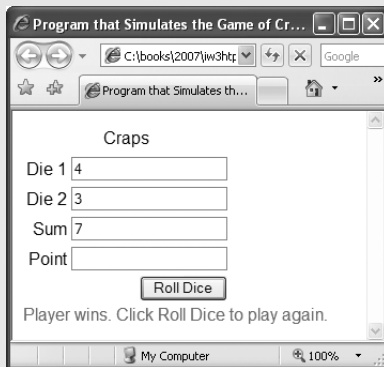 Program that Simulates the Game of Cr...
C:\books\2007\iw3htp
Google
»
Program that Simulates th...
Craps
Die 1 4
Die 2 3
Sum 7
Point
Roll Dice
Player wins. Click Roll Dice to play again.
My Computer
100%